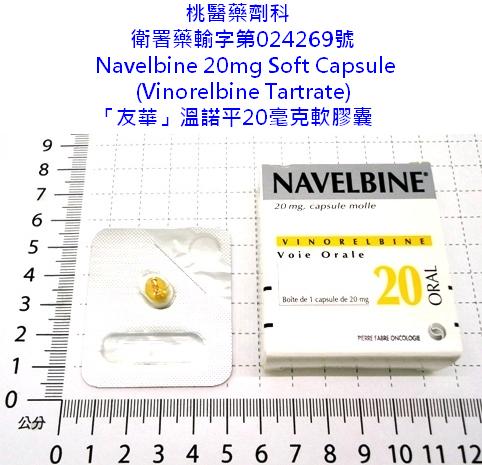 桃醫藥劑科
衛署藥輸字第024269號
Navelbine 20mg Soft Capsule
(Vinorelbine Tartrate)
「友華」溫諾平20毫克軟膠囊
9
8
7
6
5
4
3
2
1
0
公分
NAVELBINE®
20 mg, capsule molle
VINORELBINE
Voie Orale
20 ORAL
Boîte de 1 capsule de 20 mg
PIERRE FABRE ONCOLOGIE
0 1 2 3 4 5 6 7 8 9 10 11 12